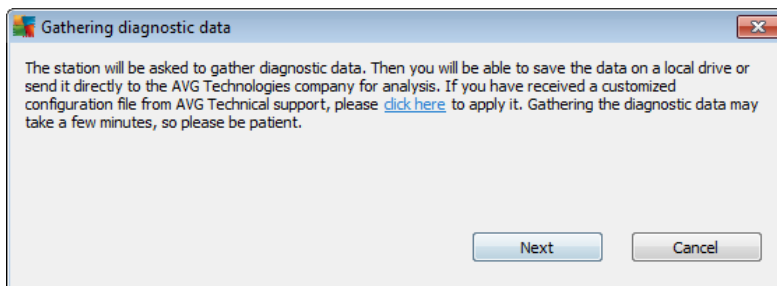 Gathering diagnostic data
The station will be asked to gather diagnostic data. Then you will be able to save the data on a local drive or
send it directly to the AVG Technologies company for analysis. If you have received a customized
configuration file from AVG Technical support, please click here to apply it. Gathering the diagnostic data may
take a few minutes, so please be patient.
Next
Cancel